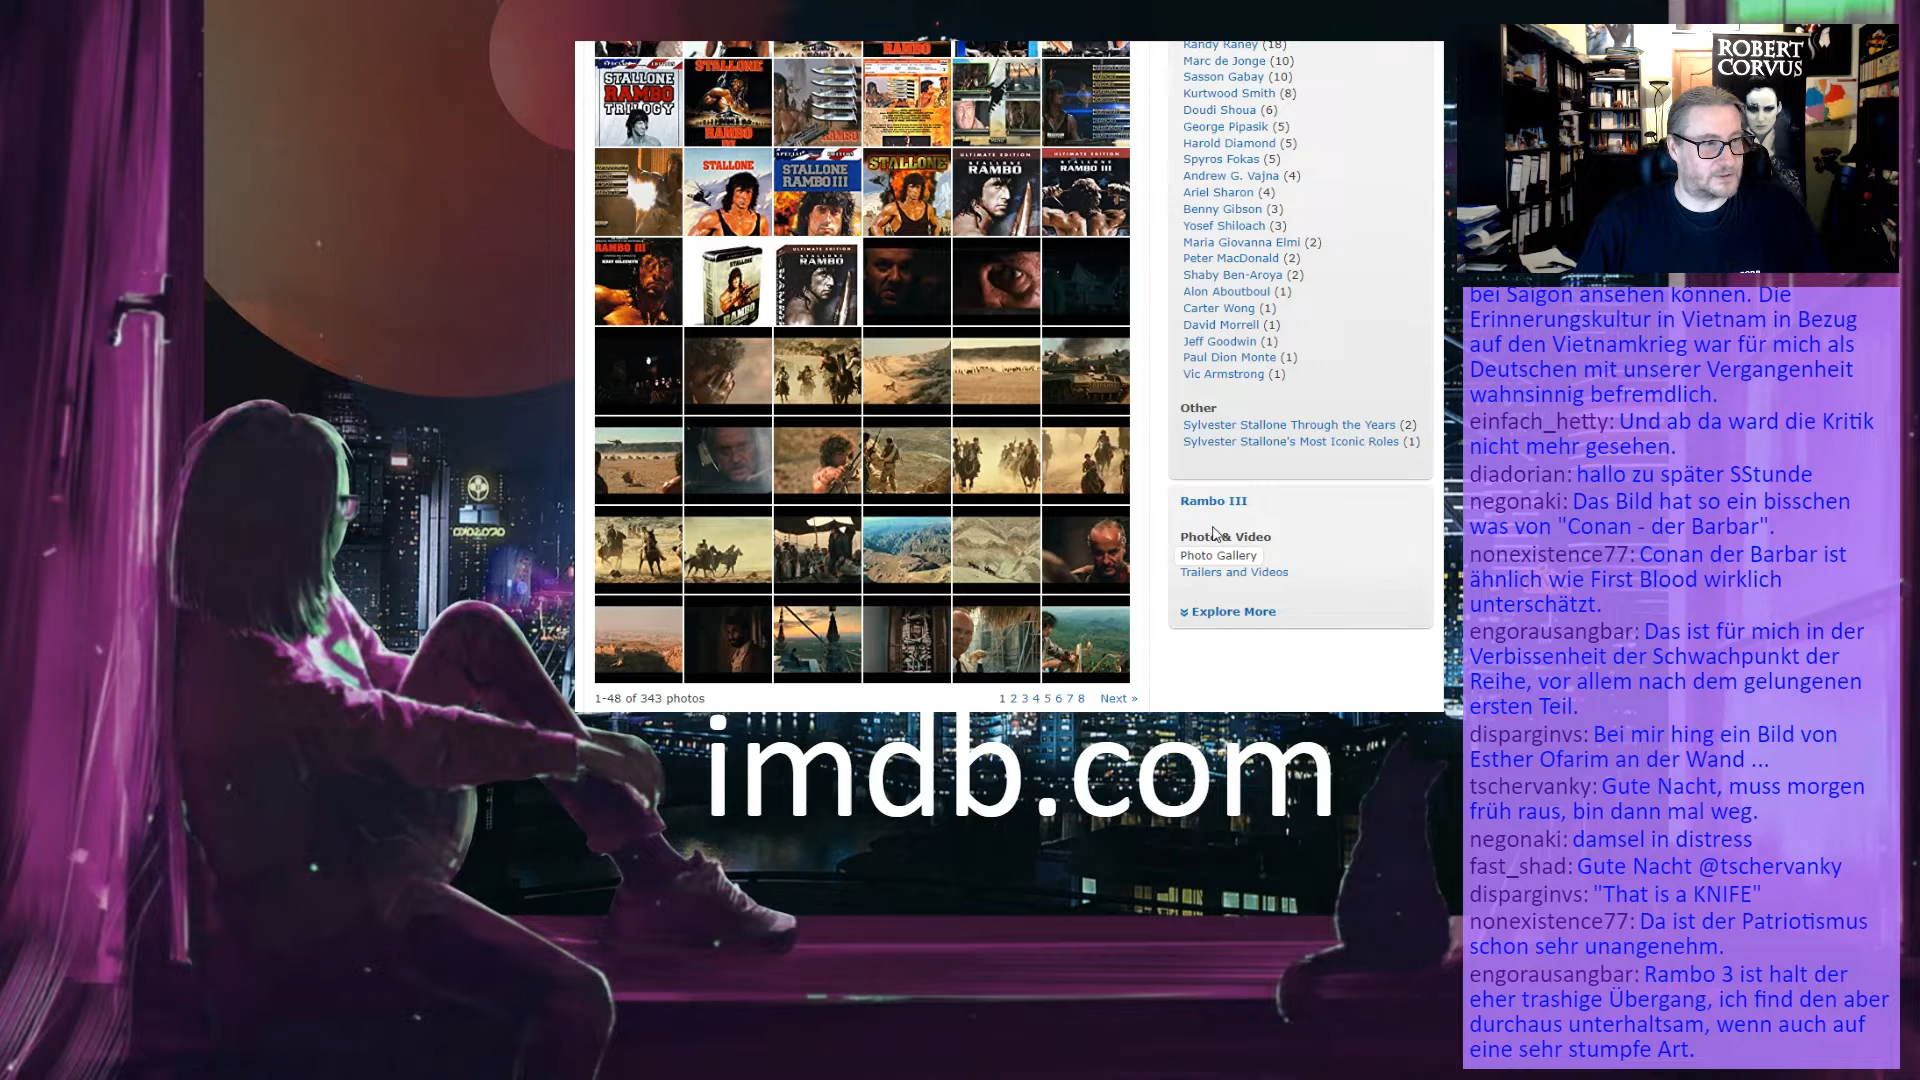 STALLONE
RAMBO
TRILOGY
STALLONE
RAMBO
RAMBO
STALLONE
SPECIAL EDITION
STALLONE
RAMBO III
STALLONE
ULTIMATE EDITION
STALLONE
RAMBO
ULTIMATE EDITION
STALLONE
RAMBO III
RAMBO III
ULTIMATE EDITION
STALLONE
RAMBO
1-48 of 343 photos
1 2 3 4 5 6 7 8 Next »
Randy Raney (18)
Marc de Jonge (10)
Sasson Gabay (10)
Kurtwood Smith (8)
Doudi Shoua (6)
George Pipasik (5)
Harold Diamond (5)
Spyros Fokas (5)
Andrew G. Vajna (4)
Ariel Sharon (4)
Benny Gibson (3)
Yosef Shiloach (3)
Maria Giovanna Elmi (2)
Peter MacDonald (2)
Shaby Ben-Aroya (2)
Alon Aboutboul (1)
Carter Wong (1)
David Morrell (1)
Jeff Goodwin (1)
Paul Dion Monte (1)
Vic Armstrong (1)
Other
Sylvester Stallone Through the Years (2)
Sylvester Stallone's Most Iconic Roles (1)
Rambo III
Photo & Video
Photo Gallery
Trailers and Videos
Explore More
imdb.com
ROBERT
CORVUS
bei Saigon ansehen können. Die
Erinnerungskultur in Vietnam in Bezug
auf den Vietnamkrieg war für mich als
Deutschen mit unserer Vergangenheit
wahnsinnig befremdlich.
einfach_hetty: Und ab da ward die Kritik
nicht mehr gesehen.
diadorian: hallo zu später SStunde
negonaki: Das Bild hat so ein bisschen
was von "Conan - der Barbar".
nonexistence77: Conan der Barbar ist
ähnlich wie First Blood wirklich
unterschätzt.
engorausangbar: Das ist für mich in der
Verbissenheit der Schwachpunkt der
Reihe, vor allem nach dem gelungenen
ersten Teil.
disparginvs: Bei mir hing ein Bild von
Esther Ofarim an der Wand ...
tschervanky: Gute Nacht, muss morgen
früh raus, bin dann mal weg.
negonaki: damsel in distress
fast_shad: Gute Nacht @tschervanky
disparginvs: "That is a KNIFE"
nonexistence77: Da ist der Patriotismus
schon sehr unangenehm.
engorausangbar: Rambo 3 ist halt der
eher trashige Übergang, ich find den aber
durchaus unterhaltsam, wenn auch auf
eine sehr stumpfe Art.